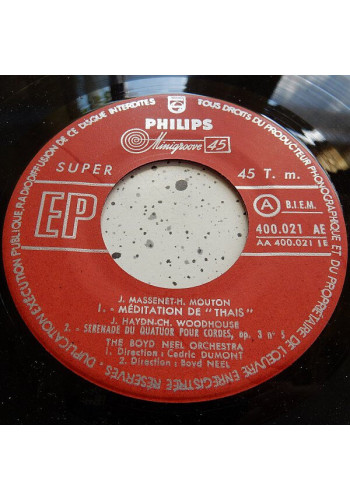 DUPLICATION EXÉCUTION PUBLIQUE, RADIODIFFUSION DE CE DISQUE INTERDITES
TOUS DROITS DU PRODUCTEUR PHONOGRAPHIQUE ET DU PROPRIÉTAIRE DE L'ŒUVRE ENREGISTRÉE RÉSERVÉS.
PHILIPS
PHILIPS
Minigroove 45
SUPER
45 T. m.
EP
A B.I.E.M.
400.021 AE
AA 400.021 1E
J. MASSENET-H. MOUTON
1. - MÉDITATION DE "THAIS"
J. HAYDN-CH. WOODHOUSE
2. - SERENADE DU QUATUOR POUR CORDES, op. 3 n° 5
THE BOYD NEEL ORCHESTRA
1. Direction : Cedric DUMONT
2. Direction : Boyd NEEL